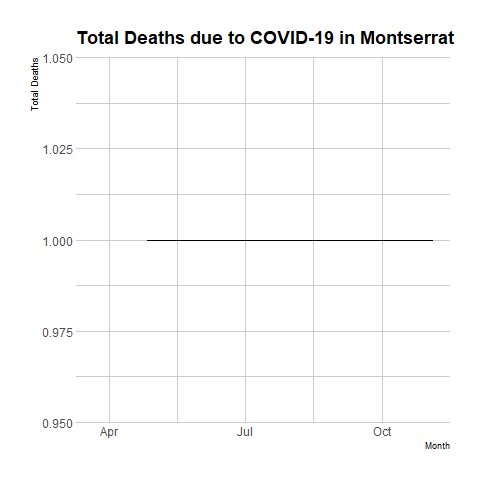 Total Deaths due to COVID-19 in Montserrat
Total Deaths
1.050
1.025
1.000
0.975
0.950
Apr
Jul
Oct
Month